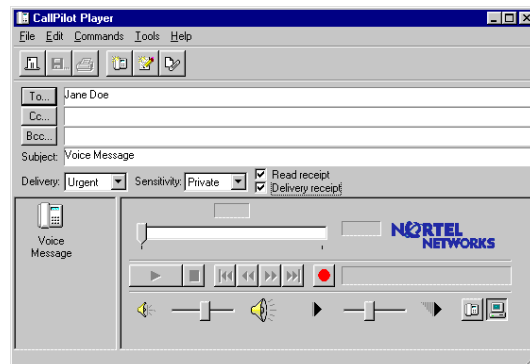 CallPilot Player
File Edit Commands Tools Help
To... Jane Doe
Cc...
Bcc...
Subject: Voice Message
Delivery: Urgent Sensitivity: Private Read receipt
Delivery receipt
Voice
Message
NORTEL
NETWORKS